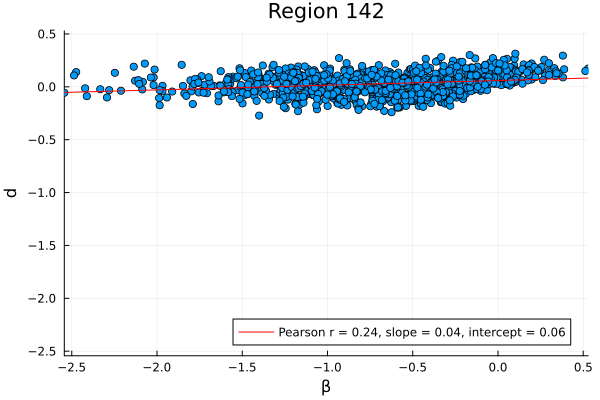 Region 142
0.5
0.0
−0.5
−1.0
−1.5
−2.0
−2.5
d
Pearson r = 0.24, slope = 0.04, intercept = 0.06
−2.5 −2.0 −1.5 −1.0 −0.5 0.0 0.5
β